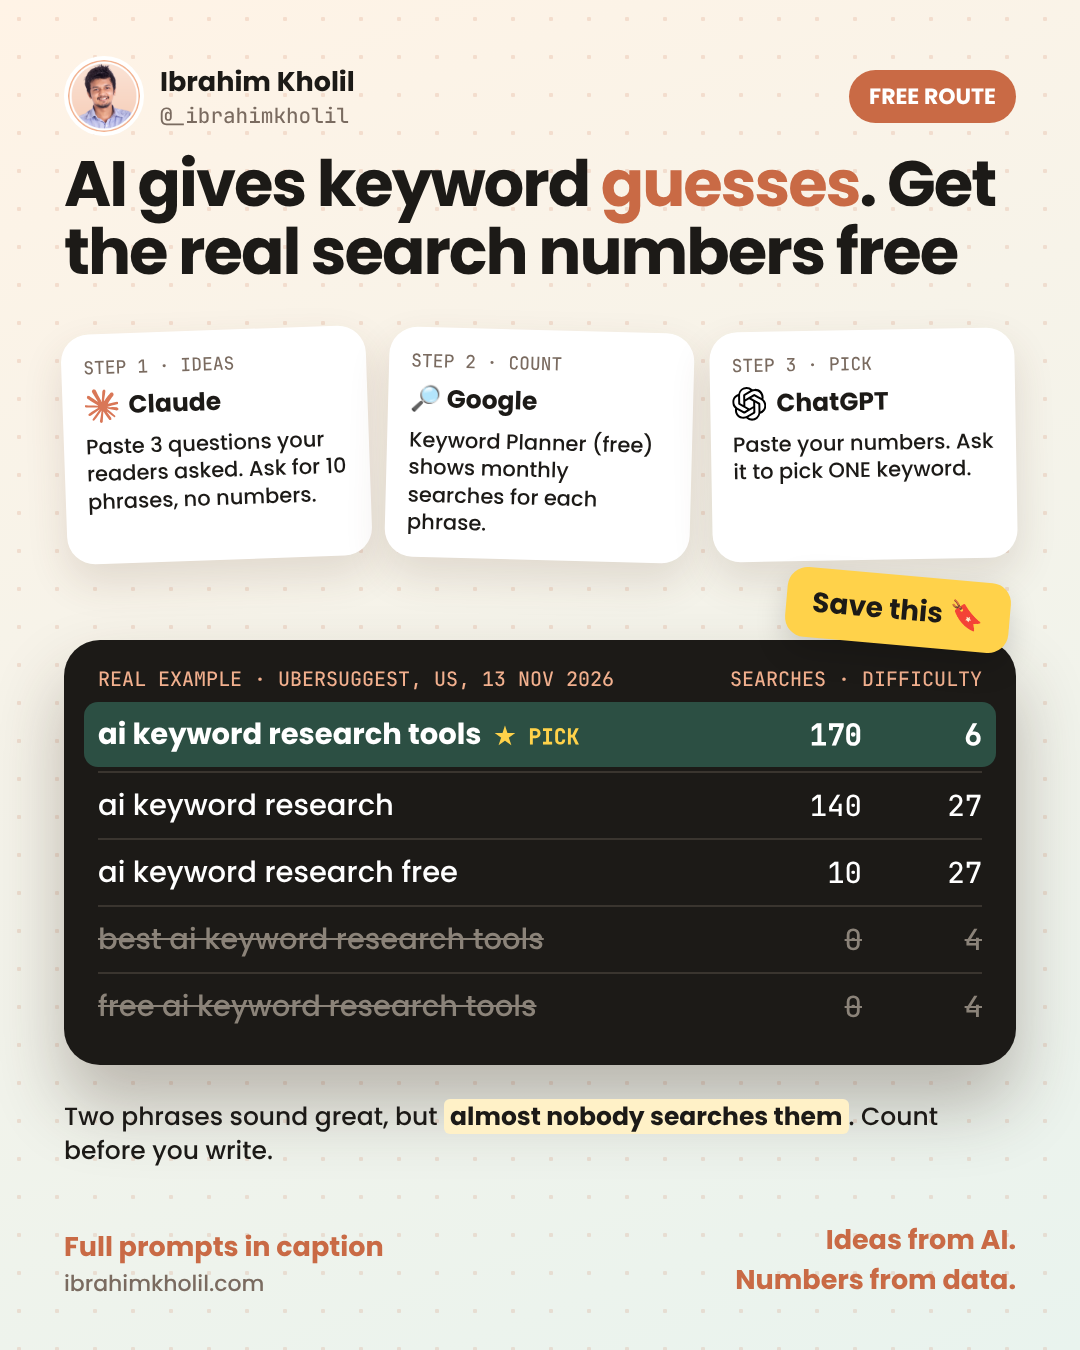 Ibrahim Kholil
@_ibrahimkholil
FREE ROUTE
AI gives keyword guesses. Get
the real search numbers free
STEP 1 · IDEAS
Claude
Paste 3 questions your
readers asked. Ask for 10
phrases, no numbers.
STEP 2 · COUNT
Google
Keyword Planner (free)
shows monthly
searches for each
phrase.
STEP 3 · PICK
ChatGPT
Paste your numbers. Ask
it to pick ONE keyword.
Save this
REAL EXAMPLE · UBERSUGGEST, US, 13 NOV 2026 SEARCHES · DIFFICULTY
ai keyword research tools ★ PICK 170 6
ai keyword research 140 27
ai keyword research free 10 27
best ai keyword research tools 0 4
free ai keyword research tools 0 4
Two phrases sound great, but almost nobody searches them. Count
before you write.
Full prompts in caption
ibrahimkholil.com
Ideas from AI.
Numbers from data.